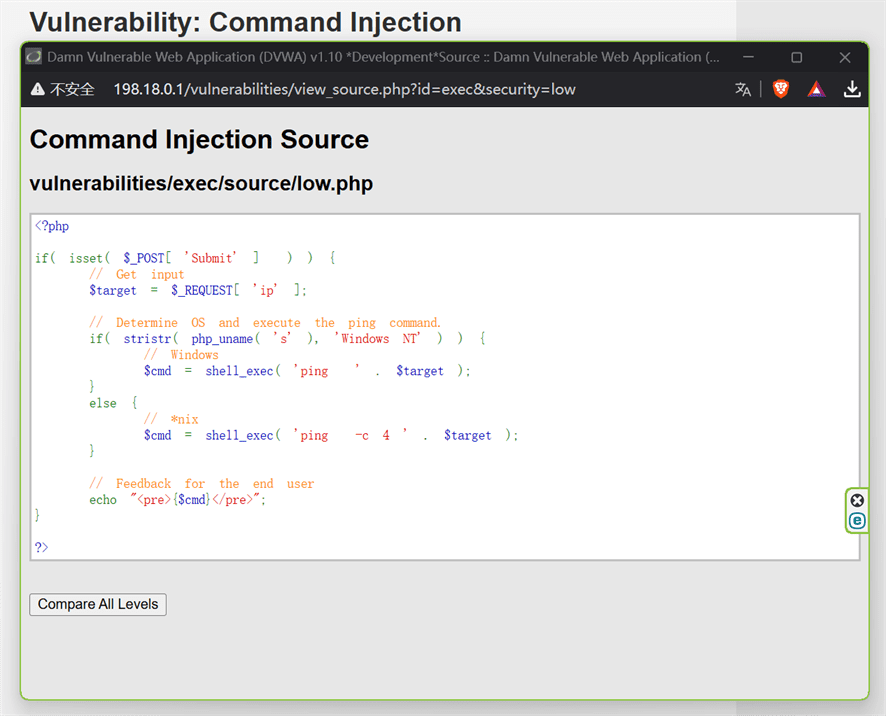 Vulnerability: Command Injection
Damn Vulnerable Web Application (DVWA) v1.10 *Development*Source :: Damn Vulnerable Web Application (...
不安全 198.18.0.1/vulnerabilities/view_source.php?id=exec&security=low
Command Injection Source
vulnerabilities/exec/source/low.php
<?php
if( isset( $_POST[ 'Submit' ] ) ) {
// Get input
$target = $_REQUEST[ 'ip' ];
// Determine OS and execute the ping command.
if( stristr( php_uname( 's' ), 'Windows NT' ) ) {
// Windows
$cmd = shell_exec( 'ping ' . $target );
}
else {
// *nix
$cmd = shell_exec( 'ping -c 4 ' . $target );
}
// Feedback for the end user
echo "<pre>{$cmd}</pre>";
}
?>
Compare All Levels